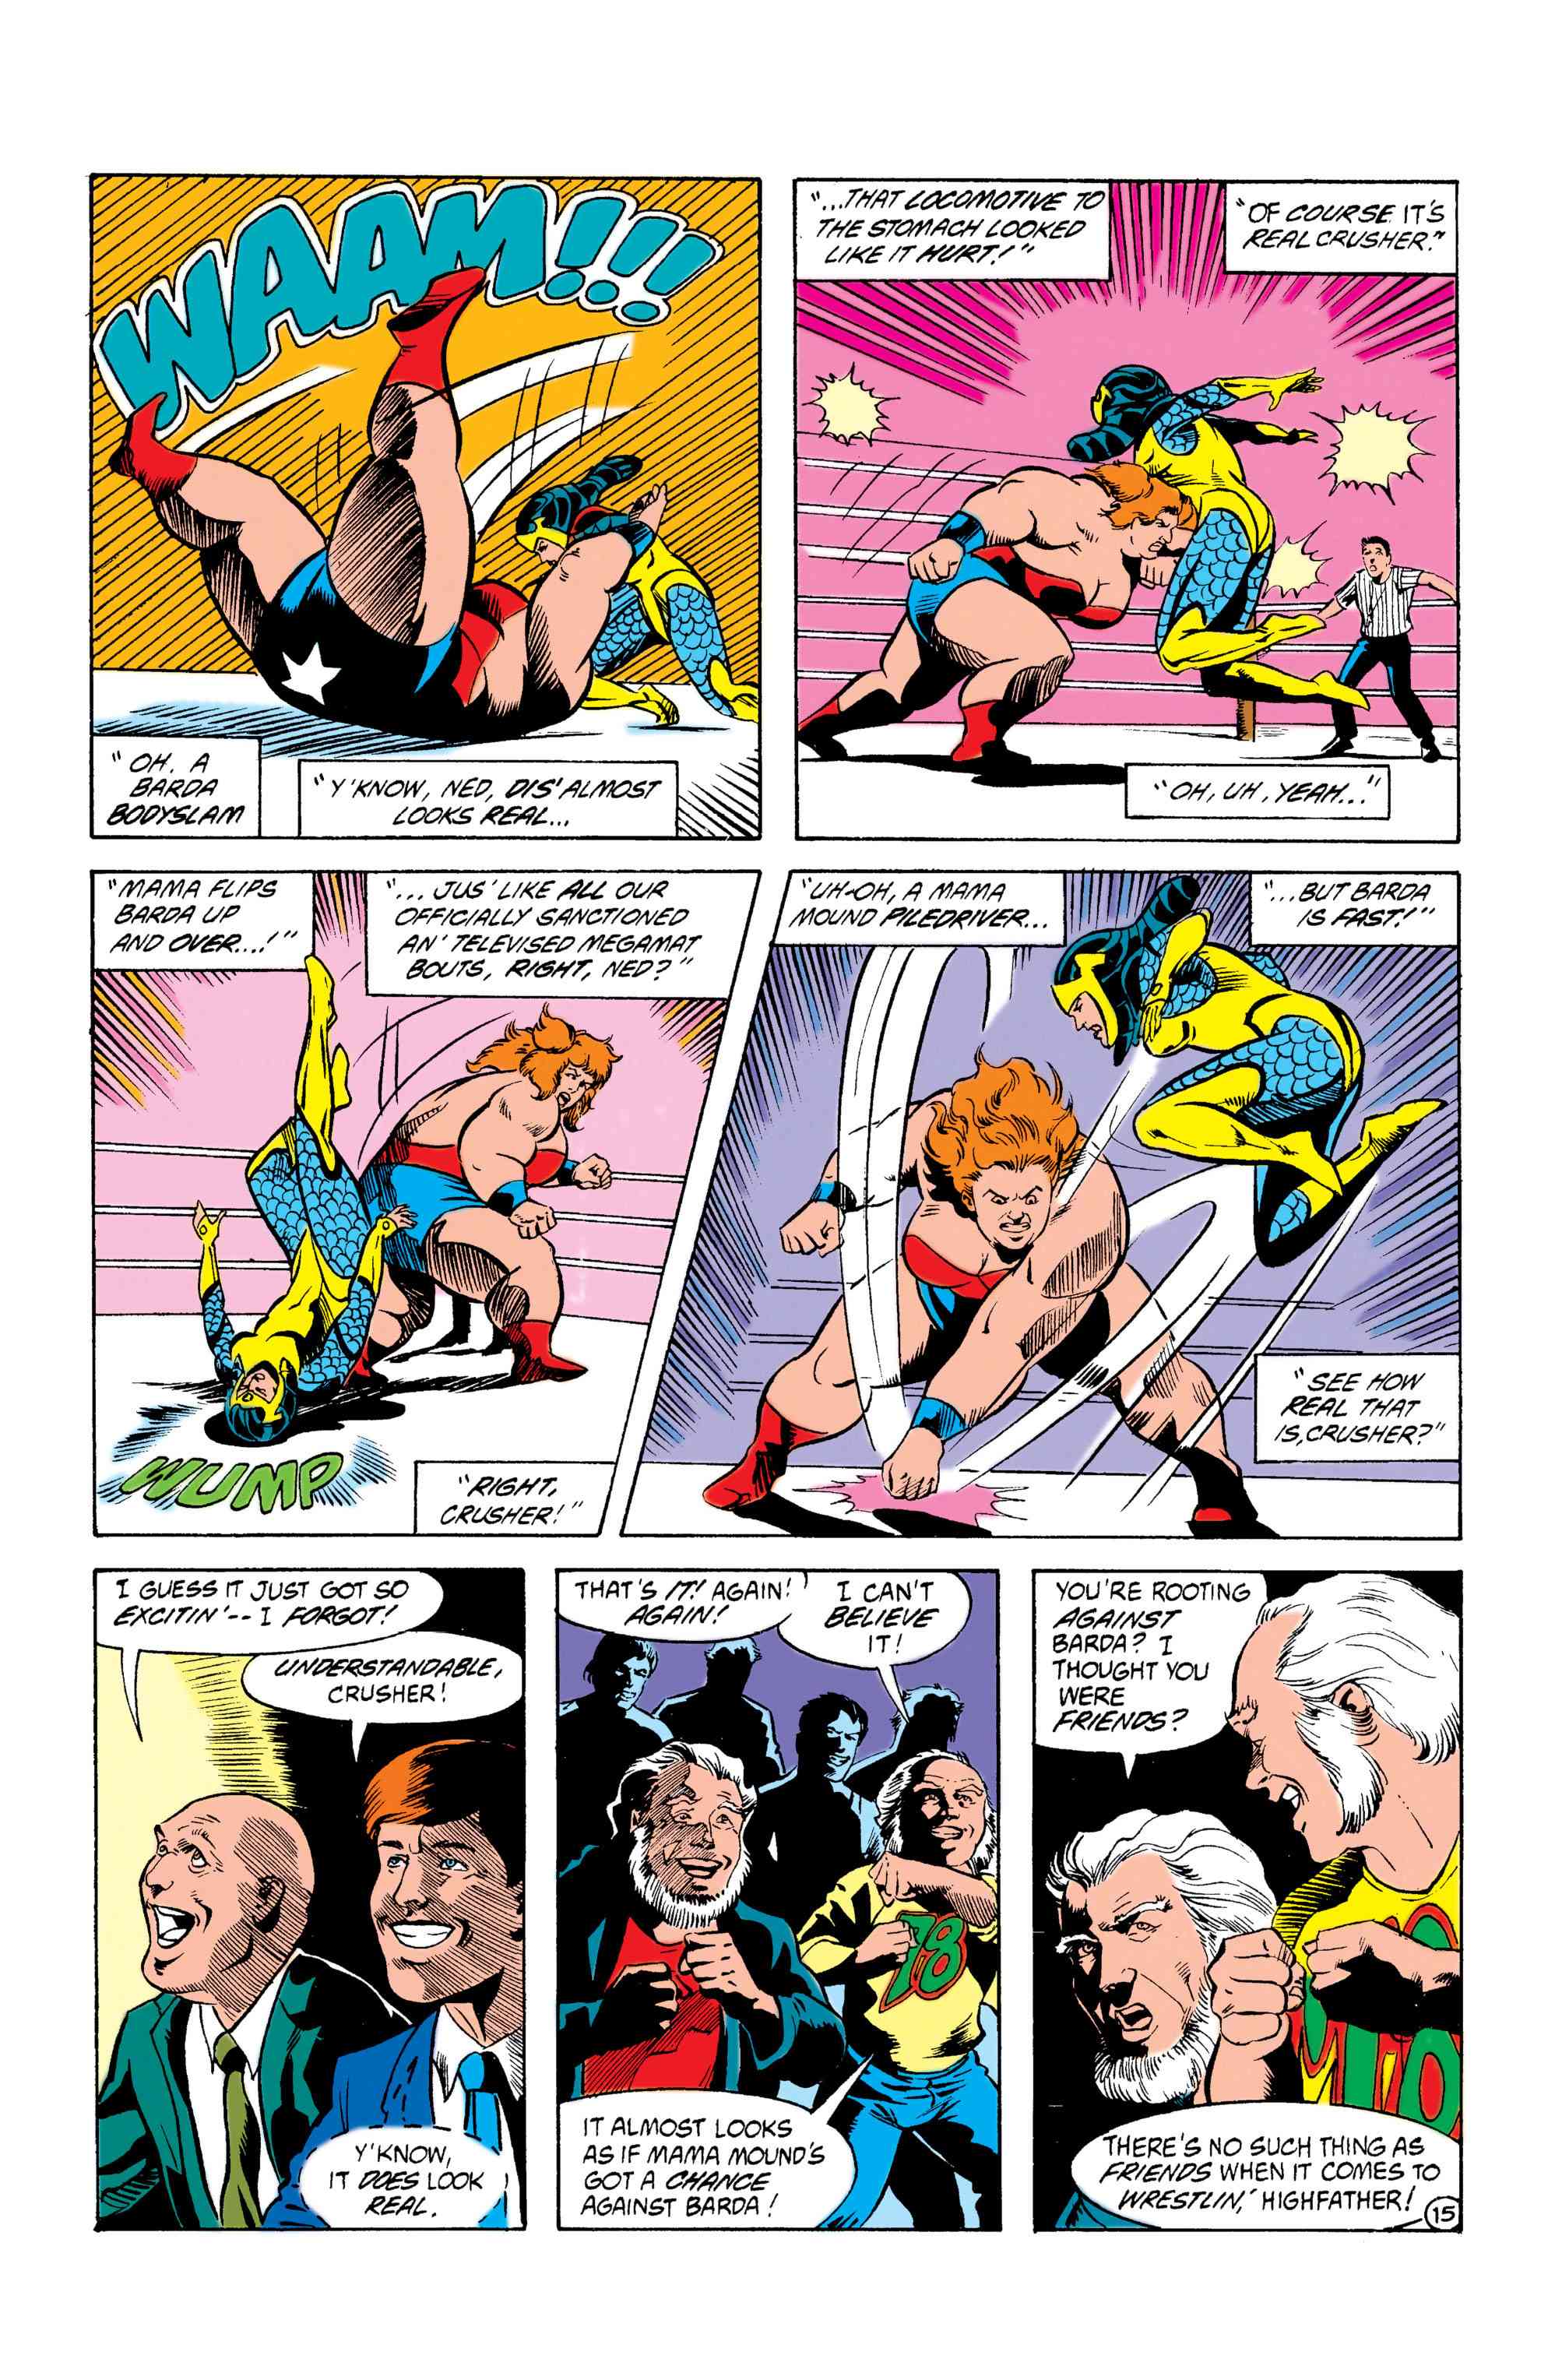 WAAM!!!
"OH. A
BARDA
BODYSLAM
"Y'KNOW, NED, DIS' ALMOST
LOOKS REAL...
"...THAT LOCOMOTIVE TO
THE STOMACH LOOKED
LIKE IT HURT!"
"OF COURSE IT'S
REAL CRUSHER."
"OH, UH, YEAH..."
"MAMA FLIPS
BARDA UP
AND OVER...!"
"... JUS' LIKE ALL OUR
OFFICIALLY SANCTIONED
AN' TELEVISED MEGAMAT
BOUTS, RIGHT, NED?"
WUMP
"RIGHT,
CRUSHER!"
"UH-OH, A MAMA
MOUND PILEDRIVER...
"...BUT BARDA
IS FAST!"
"SEE HOW
REAL THAT
IS, CRUSHER?"
I GUESS IT JUST GOT SO
EXCITIN'-- I FORGOT!
UNDERSTANDABLE,
CRUSHER!
Y'KNOW,
IT DOES LOOK
REAL.
THAT'S IT! AGAIN!
AGAIN!
I CAN'T
BELIEVE
IT!
78
IT ALMOST LOOKS
AS IF MAMA MOUND'S
GOT A CHANCE
AGAINST BARDA!
YOU'RE ROOTING
AGAINST
BARDA? I
THOUGHT YOU
WERE
FRIENDS?
THERE'S NO SUCH THING AS
FRIENDS WHEN IT COMES TO
WRESTLIN,' HIGHFATHER!
15